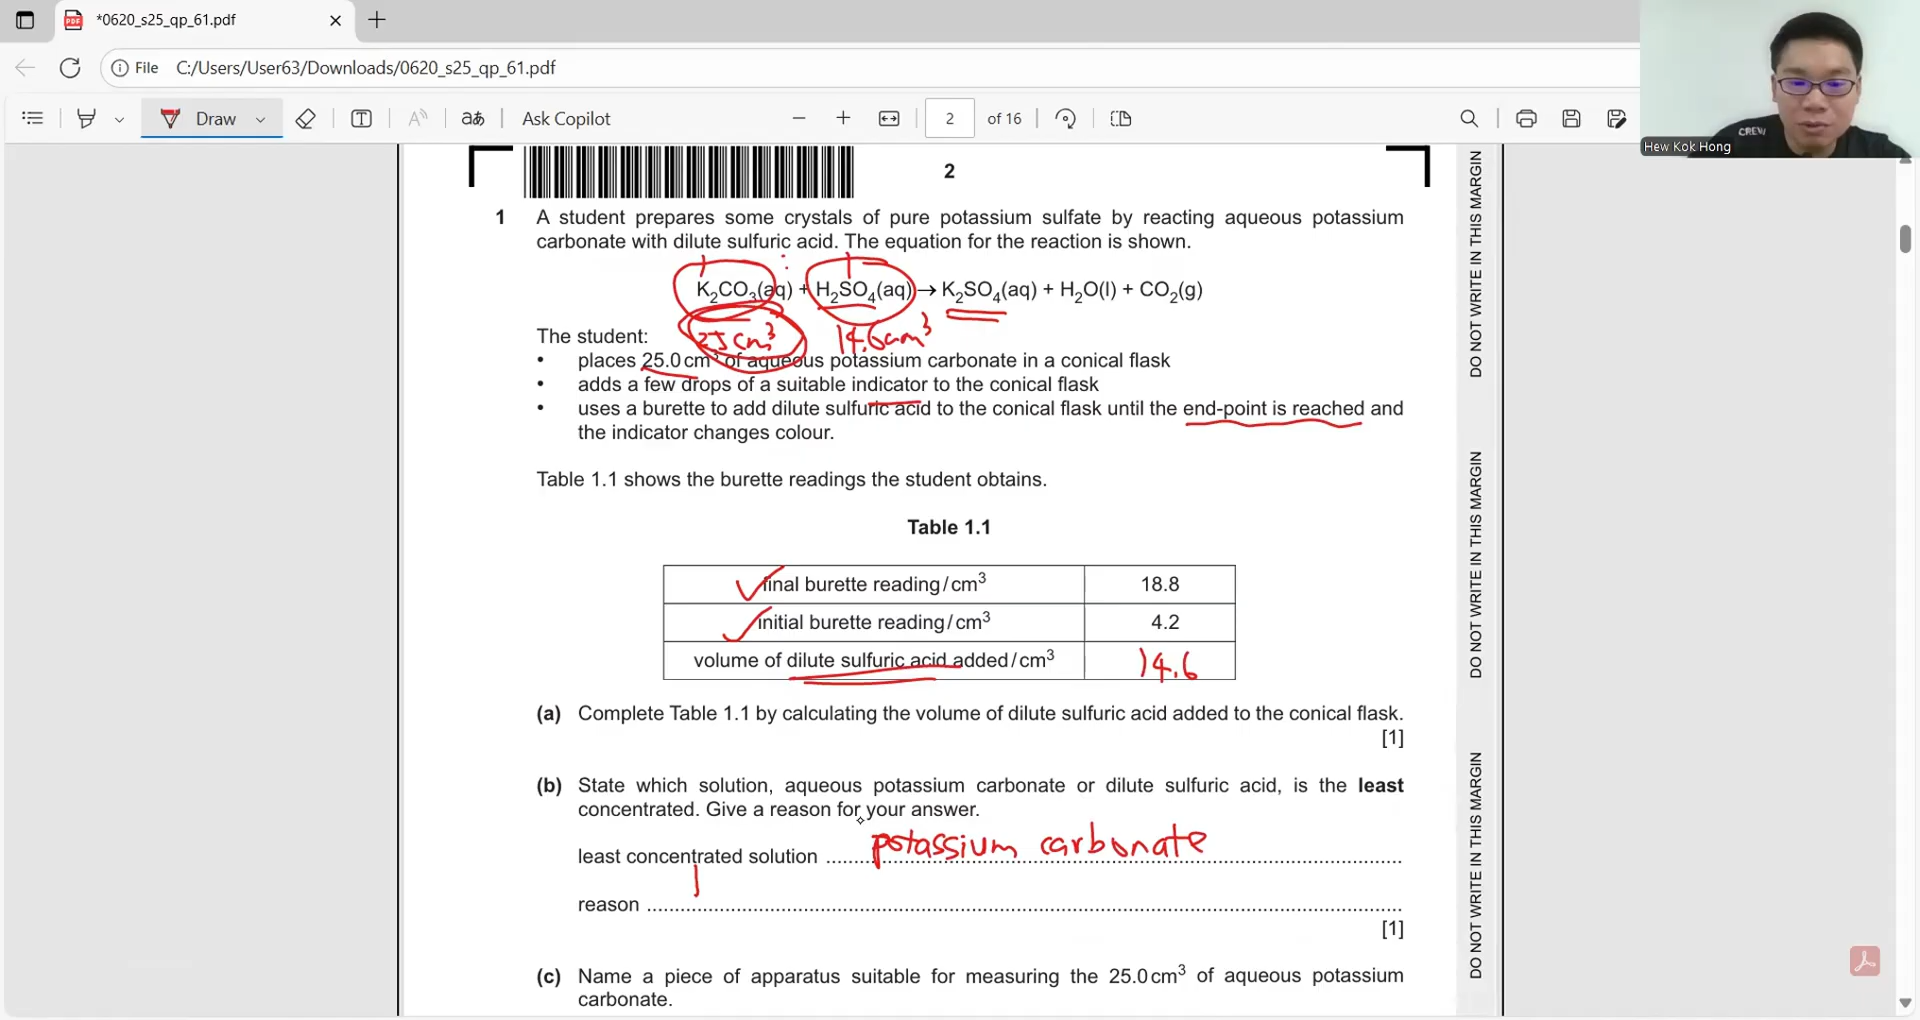 *0620_s25_qp_61.pdf
File C:/Users/User63/Downloads/0620_s25_qp_61.pdf
Draw aあ Ask Copilot 2 of 16
CREW
Hew Kok Hong
2
1 A student prepares some crystals of pure potassium sulfate by reacting aqueous potassium
carbonate with dilute sulfuric acid. The equation for the reaction is shown.
1 : 1
K₂CO₃(aq) + H₂SO₄(aq) → K₂SO₄(aq) + H₂O(l) + CO₂(g)
25cm³ 14.6cm³
The student:
• places 25.0 cm³ of aqueous potassium carbonate in a conical flask
• adds a few drops of a suitable indicator to the conical flask
• uses a burette to add dilute sulfuric acid to the conical flask until the end-point is reached and
the indicator changes colour.
Table 1.1 shows the burette readings the student obtains.
Table 1.1
final burette reading/cm³ 18.8
initial burette reading/cm³ 4.2
volume of dilute sulfuric acid added/cm³ 14.6
(a) Complete Table 1.1 by calculating the volume of dilute sulfuric acid added to the conical flask.
[1]
(b) State which solution, aqueous potassium carbonate or dilute sulfuric acid, is the least
concentrated. Give a reason for your answer.
least concentrated solution potassium carbonate
reason
[1]
(c) Name a piece of apparatus suitable for measuring the 25.0 cm³ of aqueous potassium
carbonate.
DO NOT WRITE IN THIS MARGIN
DO NOT WRITE IN THIS MARGIN
DO NOT WRITE IN THIS MARGIN